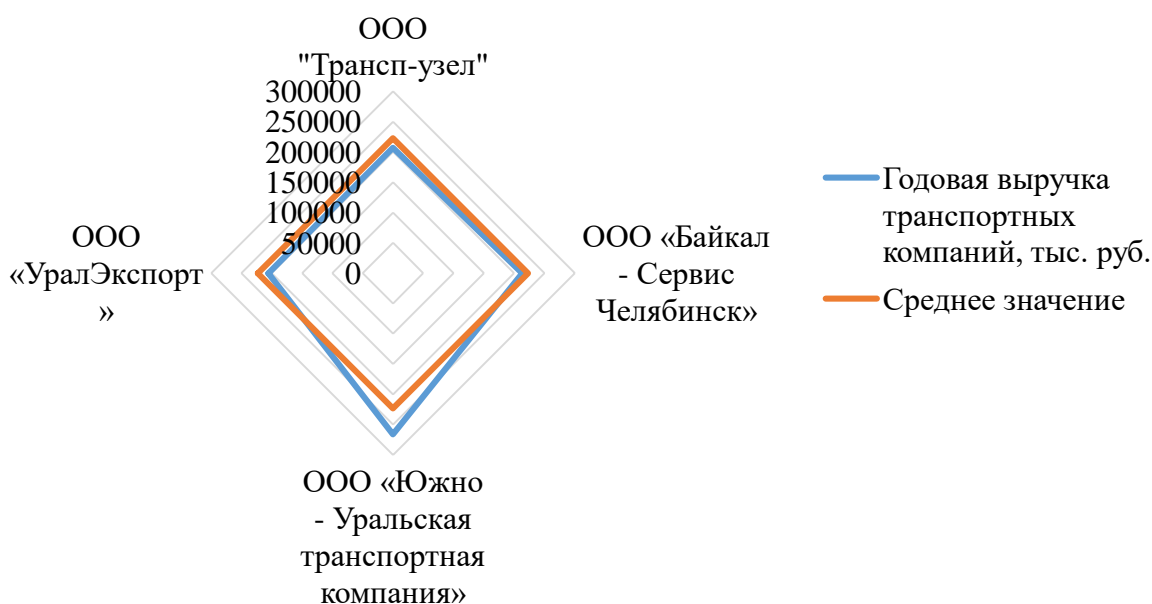 ООО
"Трансп-узел"
300000
250000
200000
150000
100000
50000
0
ООО «Байкал
- Сервис
Челябинск»
ООО «Южно
- Уральская
транспортная
компания»
ООО
«УралЭкспорт
»
Годовая выручка
транспортных
компаний, тыс. руб.
Среднее значение